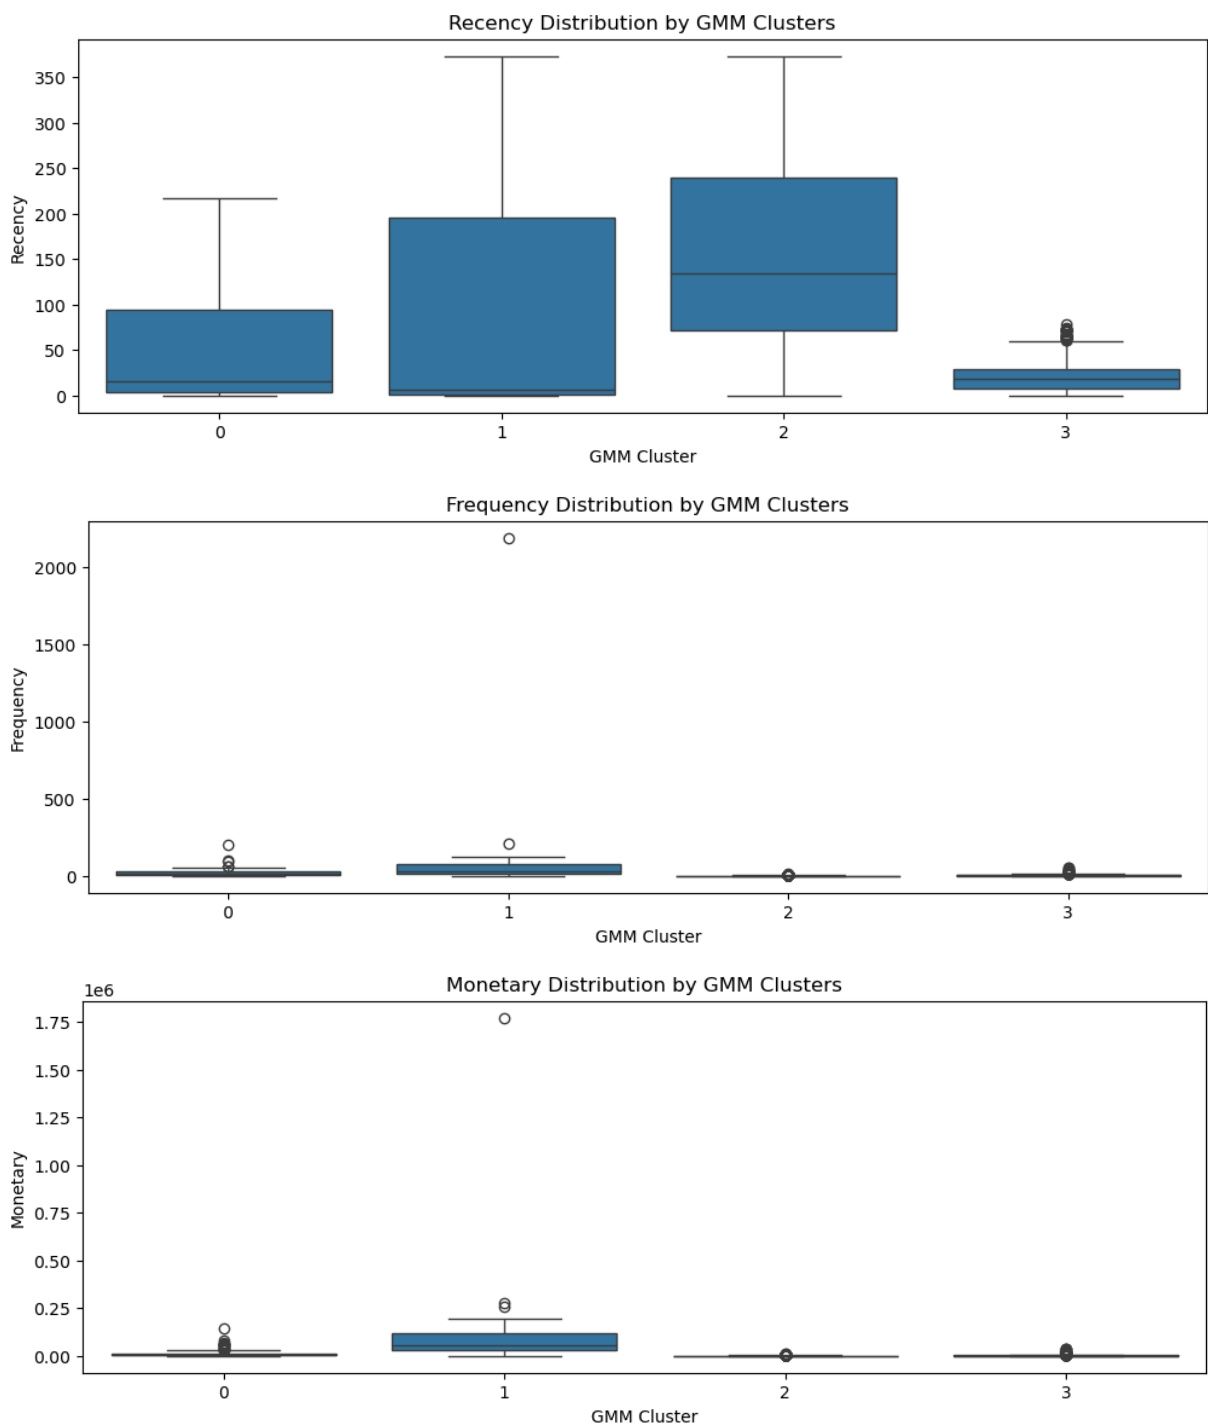 Recency Distribution by GMM Clusters
350
300
250
200
150
100
50
0
Recency
0 1 2 3
GMM Cluster
Frequency Distribution by GMM Clusters
2000
1500
1000
500
0
Frequency
0 1 2 3
GMM Cluster
Monetary Distribution by GMM Clusters
1e6
1.75
1.50
1.25
1.00
0.75
0.50
0.25
0.00
Monetary
0 1 2 3
GMM Cluster